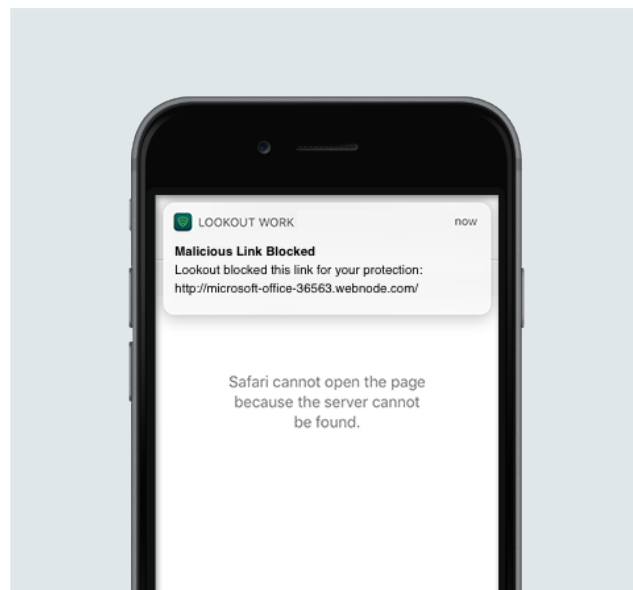 LOOKOUT WORK now
Malicious Link Blocked
Lookout blocked this link for your protection:
http://microsoft-office-36563.webnode.com/
Safari cannot open the page
because the server cannot
be found.